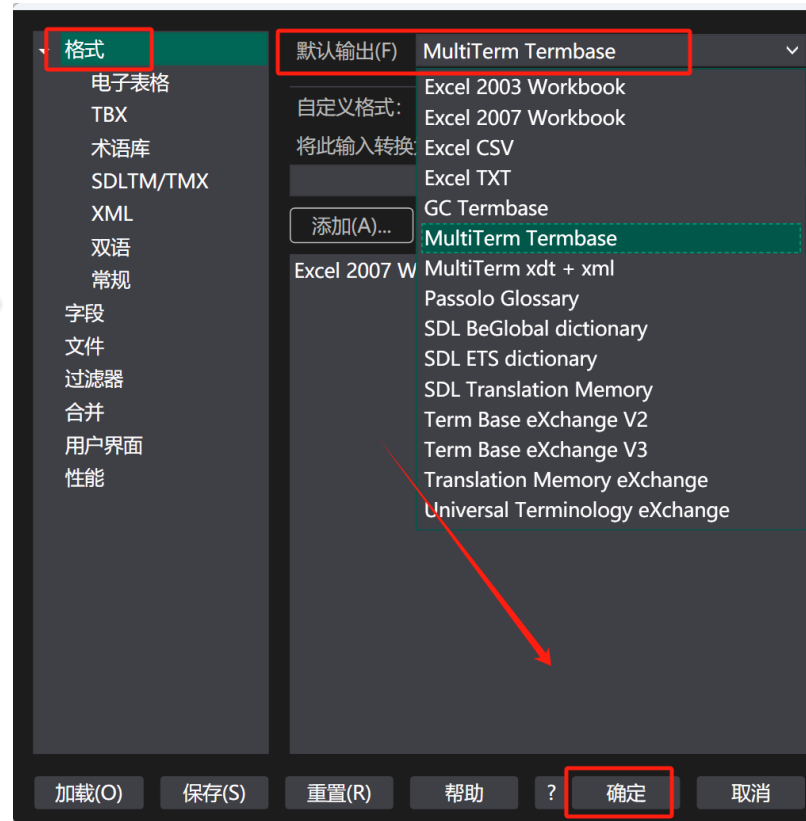 格式
电子表格
TBX
术语库
SDLTM/TMX
XML
双语
常规
字段
文件
过滤器
合并
用户界面
性能
默认输出(F) MultiTerm Termbase
自定义格式:
将此输入转换
添加(A)...
Excel 2007 W
Excel 2003 Workbook
Excel 2007 Workbook
Excel CSV
Excel TXT
GC Termbase
MultiTerm Termbase
MultiTerm xdt + xml
Passolo Glossary
SDL BeGlobal dictionary
SDL ETS dictionary
SDL Translation Memory
Term Base eXchange V2
Term Base eXchange V3
Translation Memory eXchange
Universal Terminology eXchange
加载(O) 保存(S) 重置(R) 帮助 ? 确定 取消